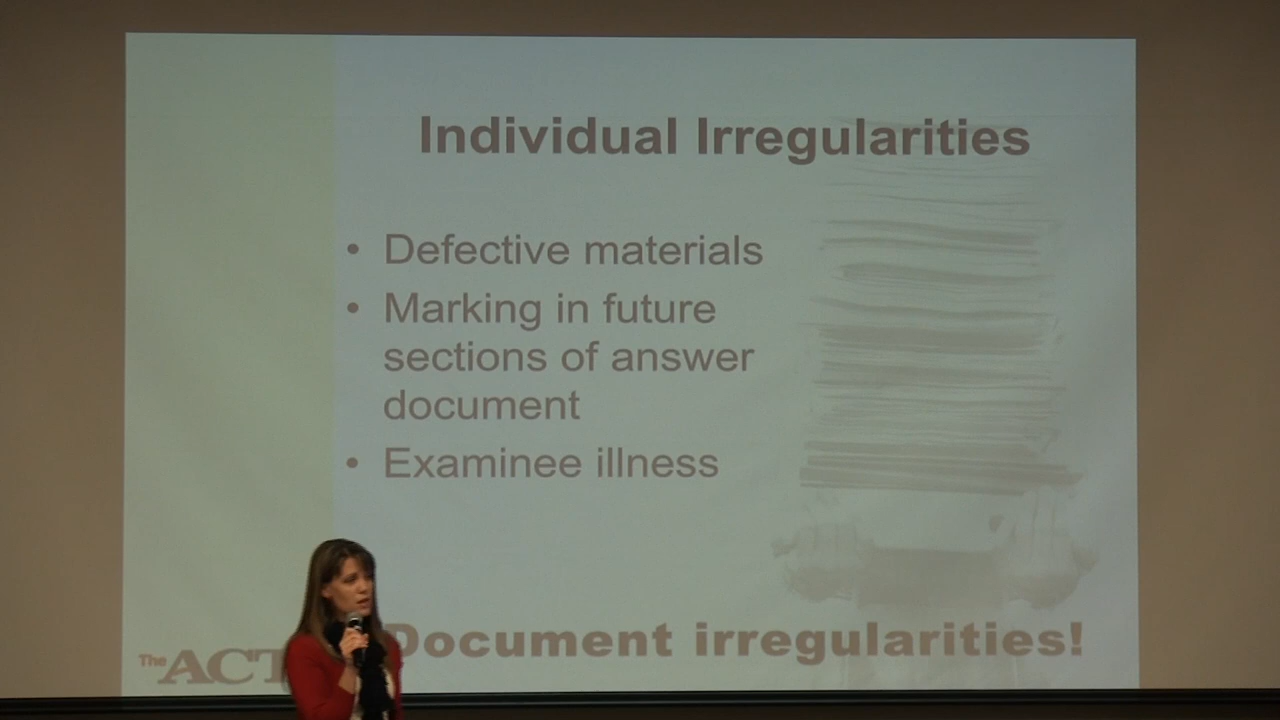 Individual Irregularities
• Defective materials
• Marking in future
sections of answer
document
• Examinee illness
Document irregularities!
The ACT